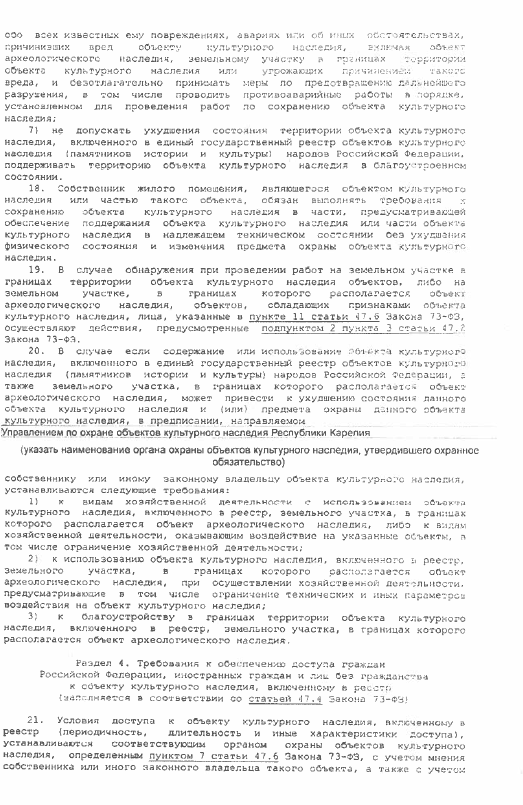 обо всех известных ему повреждениях, авариях или об иных обстоятельствах,
причинивших вред объекту культурного наследия, включая объект
археологического наследия, земельному участку в границах территории
объекта культурного наследия или угрожающих причинением такого
вреда, и безотлагательно принимать меры по предотвращению дальнейшего
разрушения, в том числе проводить противоаварийные работы в порядке,
установленном для проведения работ по сохранению объекта культурного
наследия;
7) не допускать ухудшения состояния территории объекта культурного
наследия, включенного в единый государственный реестр объектов культурного
наследия (памятников истории и культуры) народов Российской Федерации,
поддерживать территорию объекта культурного наследия в благоустроенном
состоянии.
18. Собственник жилого помещения, являющегося объектом культурного
наследия или частью такого объекта, обязан выполнять требования к
сохранению объекта культурного наследия в части, предусматривающей
обеспечение поддержания объекта культурного наследия или части объекта
культурного наследия в надлежащем техническом состоянии без ухудшения
физического состояния и изменения предмета охраны объекта культурного
наследия.
19. В случае обнаружения при проведении работ на земельном участке в
границах территории объекта культурного наследия объектов, либо на
земельном участке, в границах которого располагается объект
археологического наследия, объектов, обладающих признаками объекта
культурного наследия, лица, указанные в пункте 11 статьи 47.6 Закона 73-ФЗ,
осуществляют действия, предусмотренные подпунктом 2 пункта 3 статьи 47.2
Закона 73-ФЗ.
20. В случае если содержание или использование объекта культурного
наследия, включенного в единый государственный реестр объектов культурного
наследия (памятников истории и культуры) народов Российской Федерации, а
также земельного участка, в границах которого располагается объект
археологического наследия, может привести к ухудшению состояния данного
объекта культурного наследия и (или) предмета охраны данного объекта
культурного наследия, в предписании, направляемом
Управлением по охране объектов культурного наследия Республики Карелия
(указать наименование органа охраны объектов культурного наследия, утвердившего охранное
обязательство)
собственнику или иному законному владельцу объекта культурного наследия,
устанавливаются следующие требования:
1) к видам хозяйственной деятельности с использованием объекта
культурного наследия, включенного в реестр, земельного участка, в границах
которого располагается объект археологического наследия, либо к видам
хозяйственной деятельности, оказывающим воздействие на указанные объекты, в
том числе ограничение хозяйственной деятельности;
2) к использованию объекта культурного наследия, включенного в реестр,
земельного участка, в границах которого располагается объект
археологического наследия, при осуществлении хозяйственной деятельности,
предусматривающие в том числе ограничение технических и иных параметров
воздействия на объект культурного наследия;
3) к благоустройству в границах территории объекта культурного
наследия, включенного в реестр, земельного участка, в границах которого
располагается объект археологического наследия.
Раздел 4. Требования к обеспечению доступа граждан
Российской Федерации, иностранных граждан и лиц без гражданства
к объекту культурного наследия, включенному в реестр
(заполняется в соответствии со статьей 47.4 Закона 73-ФЗ)
21. Условия доступа к объекту культурного наследия, включенному в
реестр (периодичность, длительность и иные характеристики доступа),
устанавливаются соответствующим органом охраны объектов культурного
наследия, определенным пунктом 7 статьи 47.6 Закона 73-ФЗ, с учетом мнения
собственника или иного законного владельца такого объекта, а также с учетом